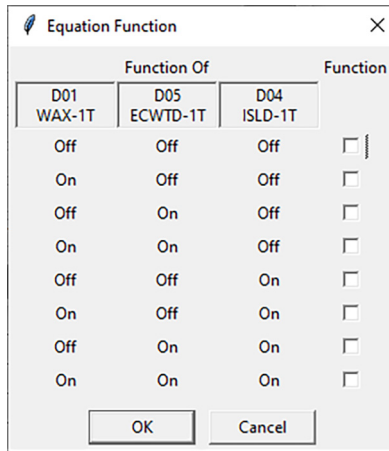 Equation Function
Function Of Function
D01 D05 D04
WAX-1T ECWTD-1T ISLD-1T
Off Off Off
On Off Off
Off On Off
On On Off
Off Off On
On Off On
Off On On
On On On
OK Cancel